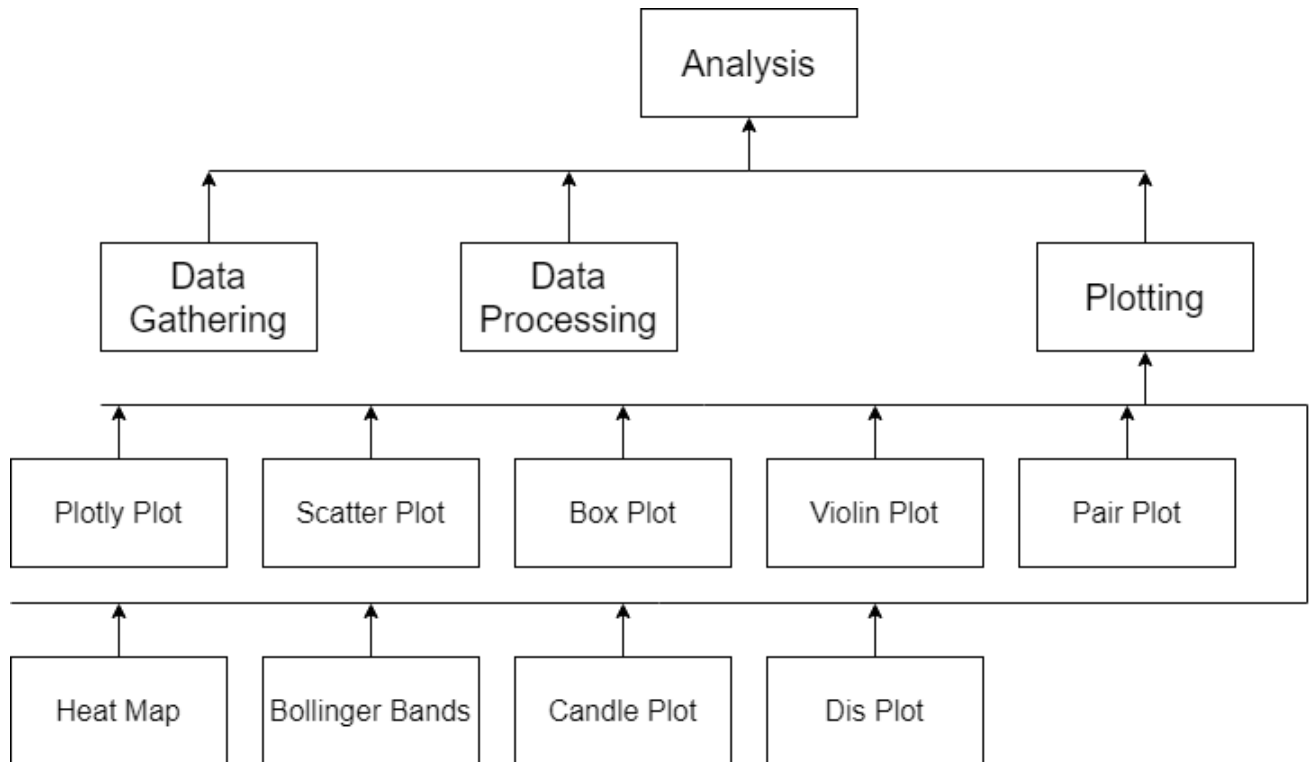 Analysis
Data
Gathering
Data
Processing
Plotting
Plotly Plot
Scatter Plot
Box Plot
Violin Plot
Pair Plot
Heat Map
Bollinger Bands
Candle Plot
Dis Plot